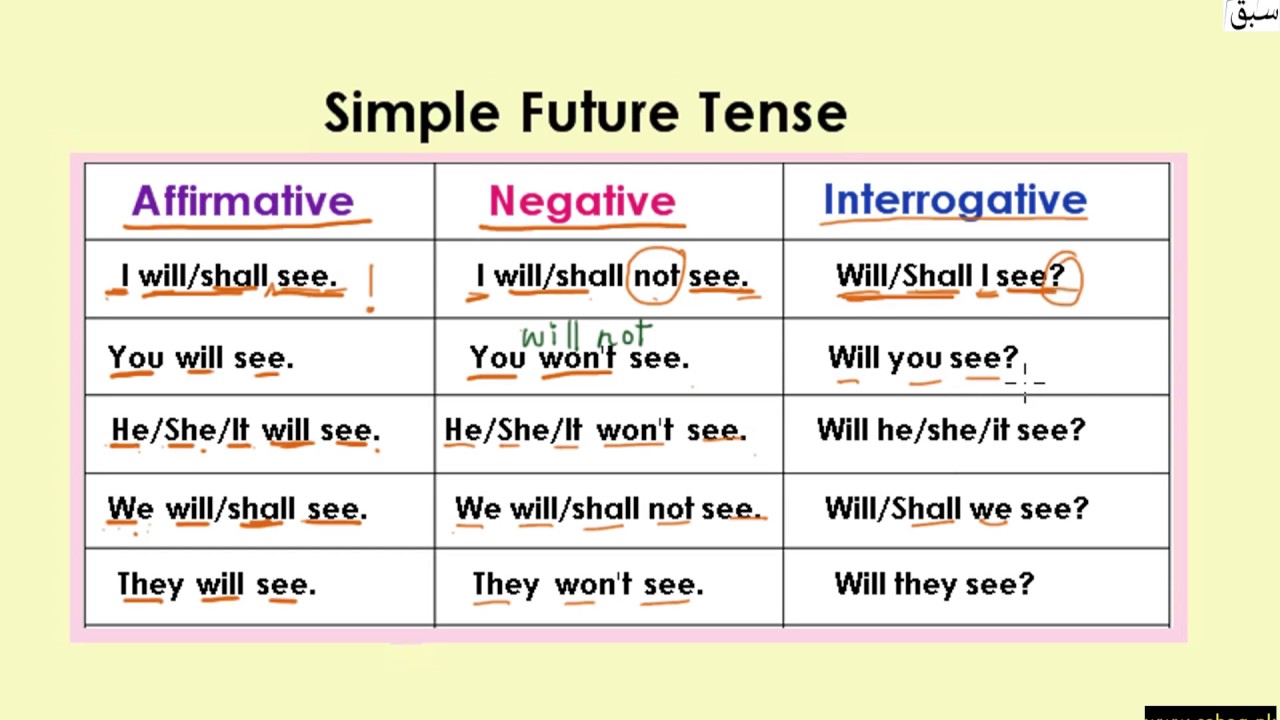 سبق
Simple Future Tense
Affirmative Negative Interrogative
I will/shall see. ! I will/shall not see. Will/Shall I see?
will not
You will see. You won't see. Will you see?
He/She/It will see. He/She/It won't see. Will he/she/it see?
We will/shall see. We will/shall not see. Will/Shall we see?
They will see. They won't see. Will they see?